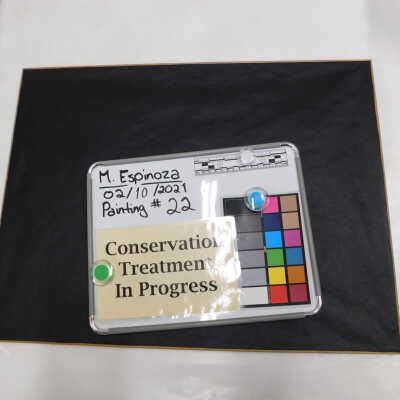 M. Espinoza
02/10/2021
Painting # 22
Conservation
Treatment
In Progress